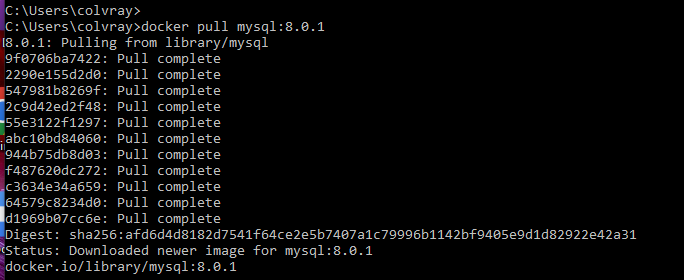 C:\Users\colvray>
C:\Users\colvray>docker pull mysql:8.0.1
8.0.1: Pulling from library/mysql
9f0706ba7422: Pull complete
2290e155d2d0: Pull complete
547981b8269f: Pull complete
2c9d42ed2f48: Pull complete
55e3122f1297: Pull complete
abc10bd84060: Pull complete
944b75db8d03: Pull complete
f487620dc272: Pull complete
c3634e34a659: Pull complete
64579c8234d0: Pull complete
d1969b07cc6e: Pull complete
Digest: sha256:afd6d4d8182d7541f64ce2e5b7407a1c79996b1142bf9405e9d1d82922e42a31
Status: Downloaded newer image for mysql:8.0.1
docker.io/library/mysql:8.0.1